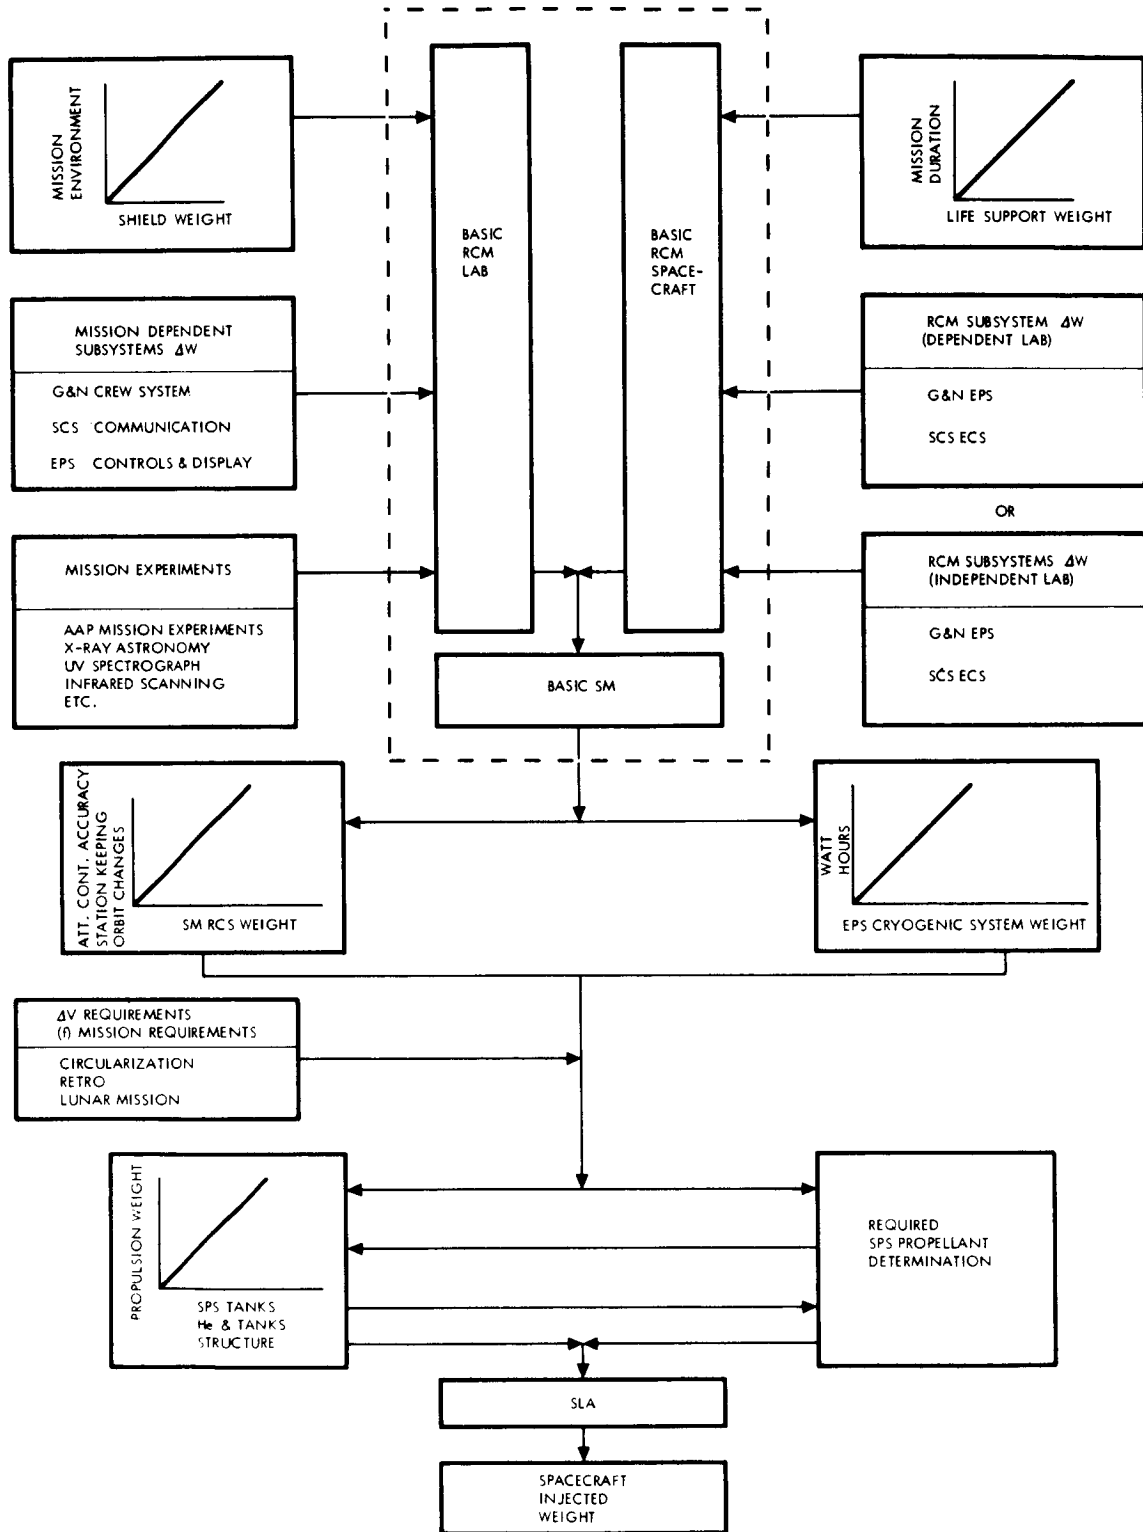 MISSION
ENVIRONMENT
SHIELD WEIGHT
BASIC
RCM
LAB
BASIC
RCM
SPACE-
CRAFT
MISSION
DURATION
LIFE SUPPORT WEIGHT
MISSION DEPENDENT
SUBSYSTEMS ΔW
G&N CREW SYSTEM
SCS COMMUNICATION
EPS CONTROLS & DISPLAY
RCM SUBSYSTEM ΔW
(DEPENDENT LAB)
G&N EPS
SCS ECS
OR
MISSION EXPERIMENTS
AAP MISSION EXPERIMENTS
X-RAY ASTRONOMY
UV SPECTROGRAPH
INFRARED SCANNING
ETC.
RCM SUBSYSTEMS ΔW
(INDEPENDENT LAB)
G&N EPS
SCS ECS
BASIC SM
ATT. CONT. ACCURACY
STATION KEEPING
ORBIT CHANGES
SM RCS WEIGHT
WATT
HOURS
EPS CRYOGENIC SYSTEM WEIGHT
ΔV REQUIREMENTS
(f) MISSION REQUIREMENTS
CIRCULARIZATION
RETRO
LUNAR MISSION
PROPULSION WEIGHT
SPS TANKS
He & TANKS
STRUCTURE
REQUIRED
SPS PROPELLANT
DETERMINATION
SLA
SPACECRAFT
INJECTED
WEIGHT